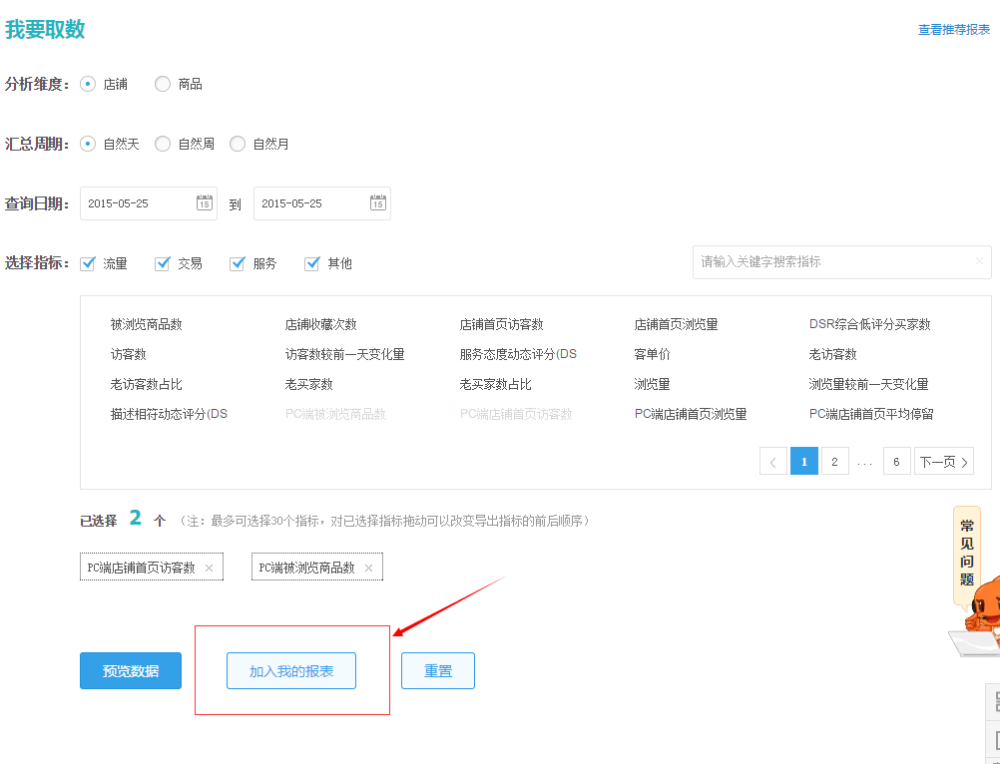 我要取数
查看推荐报表
分析维度： 店铺 商品
汇总周期： 自然天 自然周 自然月
查询日期： 2015-05-25 15 到 2015-05-25 15
选择指标： 流量 交易 服务 其他 请输入关键字搜索指标
被浏览商品数 店铺收藏次数 店铺首页访客数 店铺首页浏览量 DSR综合低评分买家数
访客数 访客数较前一天变化量 服务态度动态评分(DS 客单价 老访客数
老访客数占比 老买家数 老买家数占比 浏览量 浏览量较前一天变化量
描述相符动态评分(DS PC端被浏览商品数 PC端店铺首页访客数 PC端店铺首页浏览量 PC端店铺首页平均停留
< 1 2 ... 6 下一页 >
已选择 2 个 （注：最多可选择30个指标，对已选择指标拖动可以改变导出指标的前后顺序）
常见问题
PC端店铺首页访客数 × PC端被浏览商品数 ×
预览数据 加入我的报表 重置